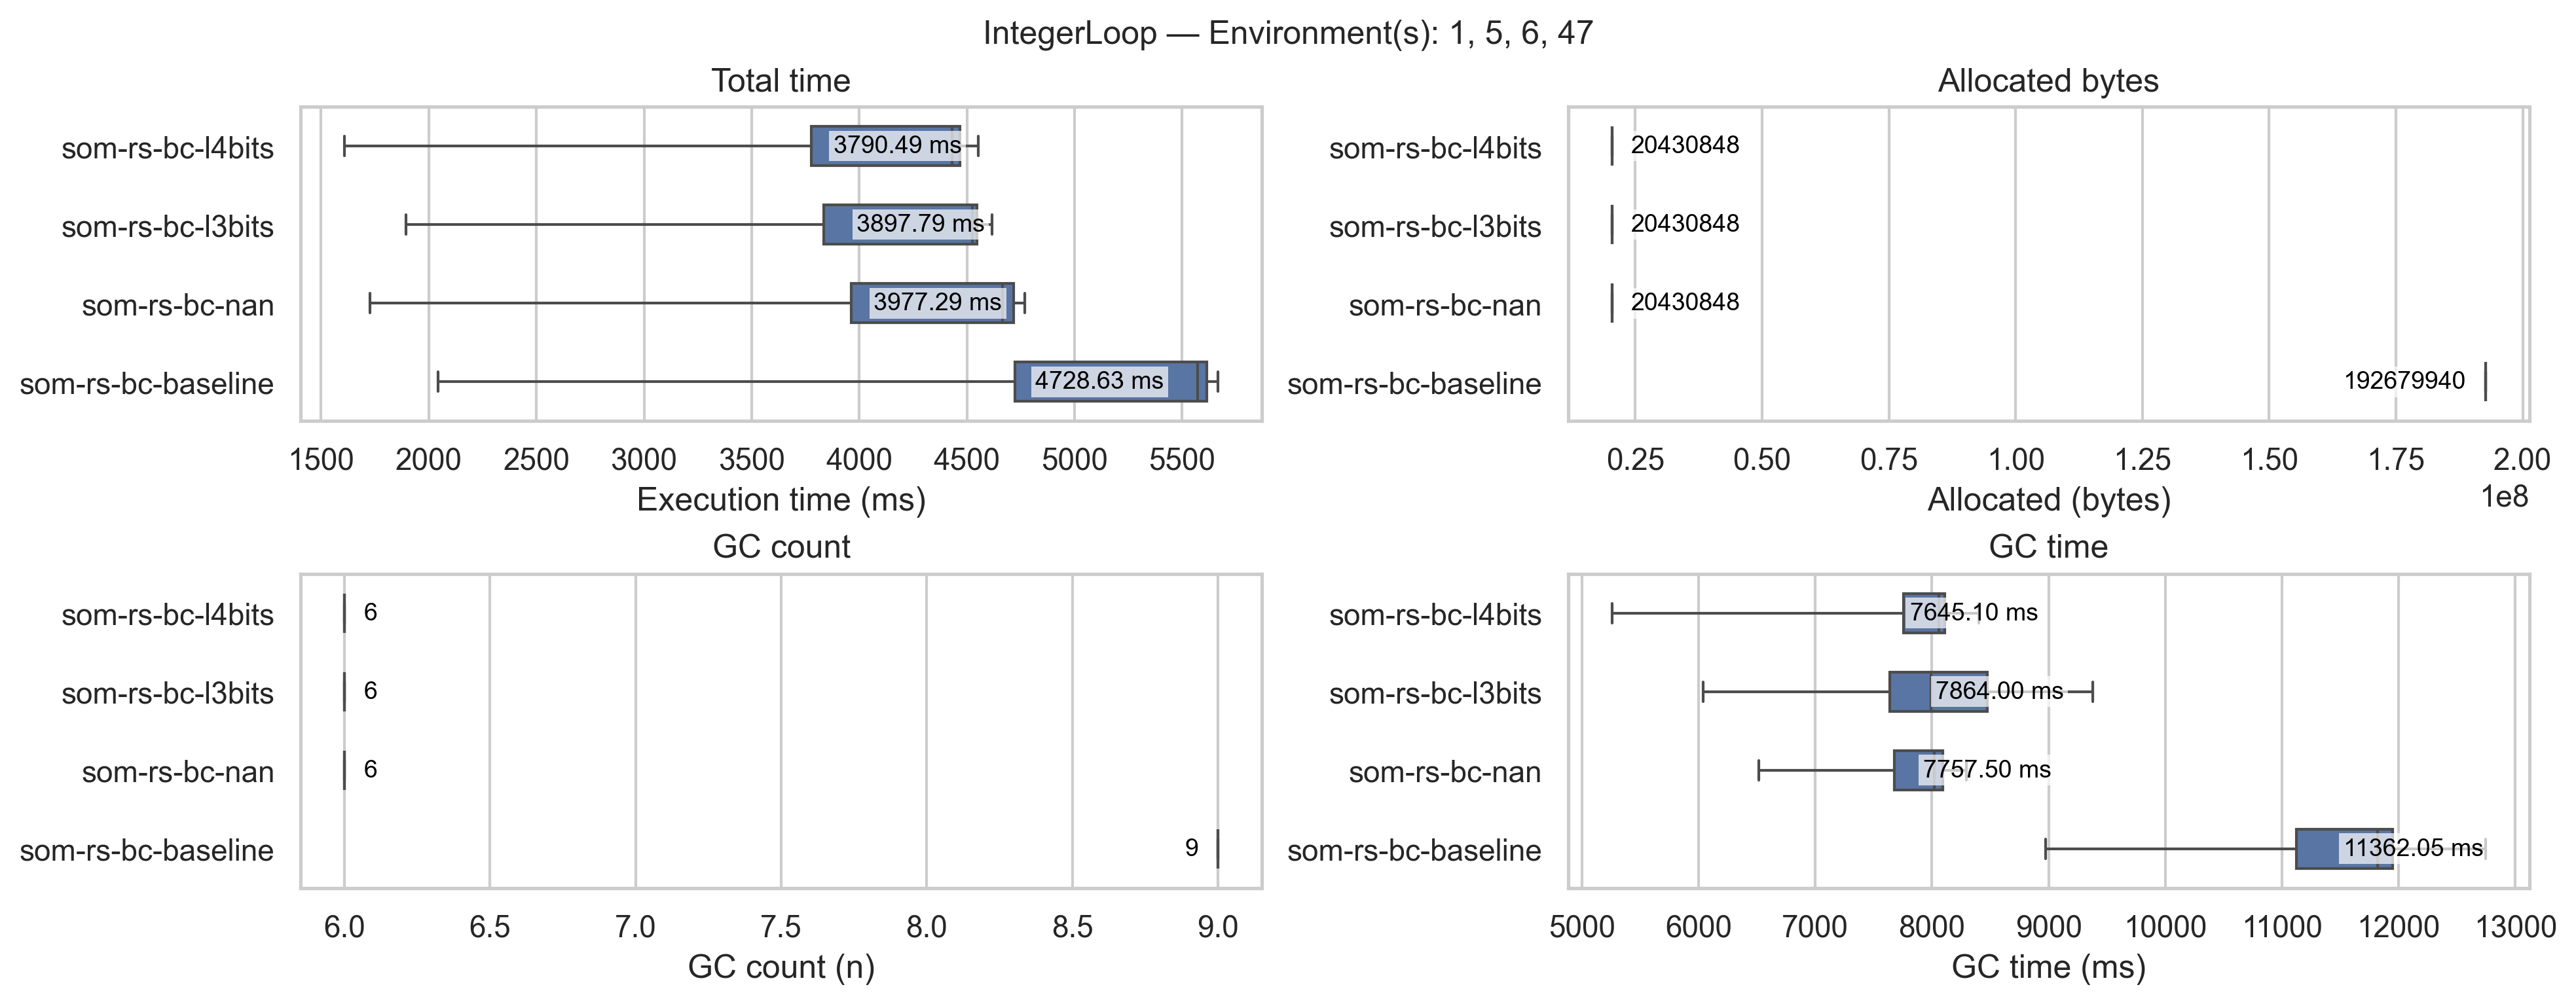 IntegerLoop — Environment(s): 1, 5, 6, 47
Total time
som-rs-bc-l4bits
3790.49 ms
som-rs-bc-l3bits
3897.79 ms
som-rs-bc-nan
3977.29 ms
som-rs-bc-baseline
4728.63 ms
1500 2000 2500 3000 3500 4000 4500 5000 5500
Execution time (ms)
Allocated bytes
som-rs-bc-l4bits
20430848
som-rs-bc-l3bits
20430848
som-rs-bc-nan
20430848
som-rs-bc-baseline
192679940
0.25 0.50 0.75 1.00 1.25 1.50 1.75 2.00
1e8
Allocated (bytes)
GC count
som-rs-bc-l4bits
6
som-rs-bc-l3bits
6
som-rs-bc-nan
6
som-rs-bc-baseline
9
6.0 6.5 7.0 7.5 8.0 8.5 9.0
GC count (n)
GC time
som-rs-bc-l4bits
7645.10 ms
som-rs-bc-l3bits
7864.00 ms
som-rs-bc-nan
7757.50 ms
som-rs-bc-baseline
11362.05 ms
5000 6000 7000 8000 9000 10000 11000 12000 13000
GC time (ms)